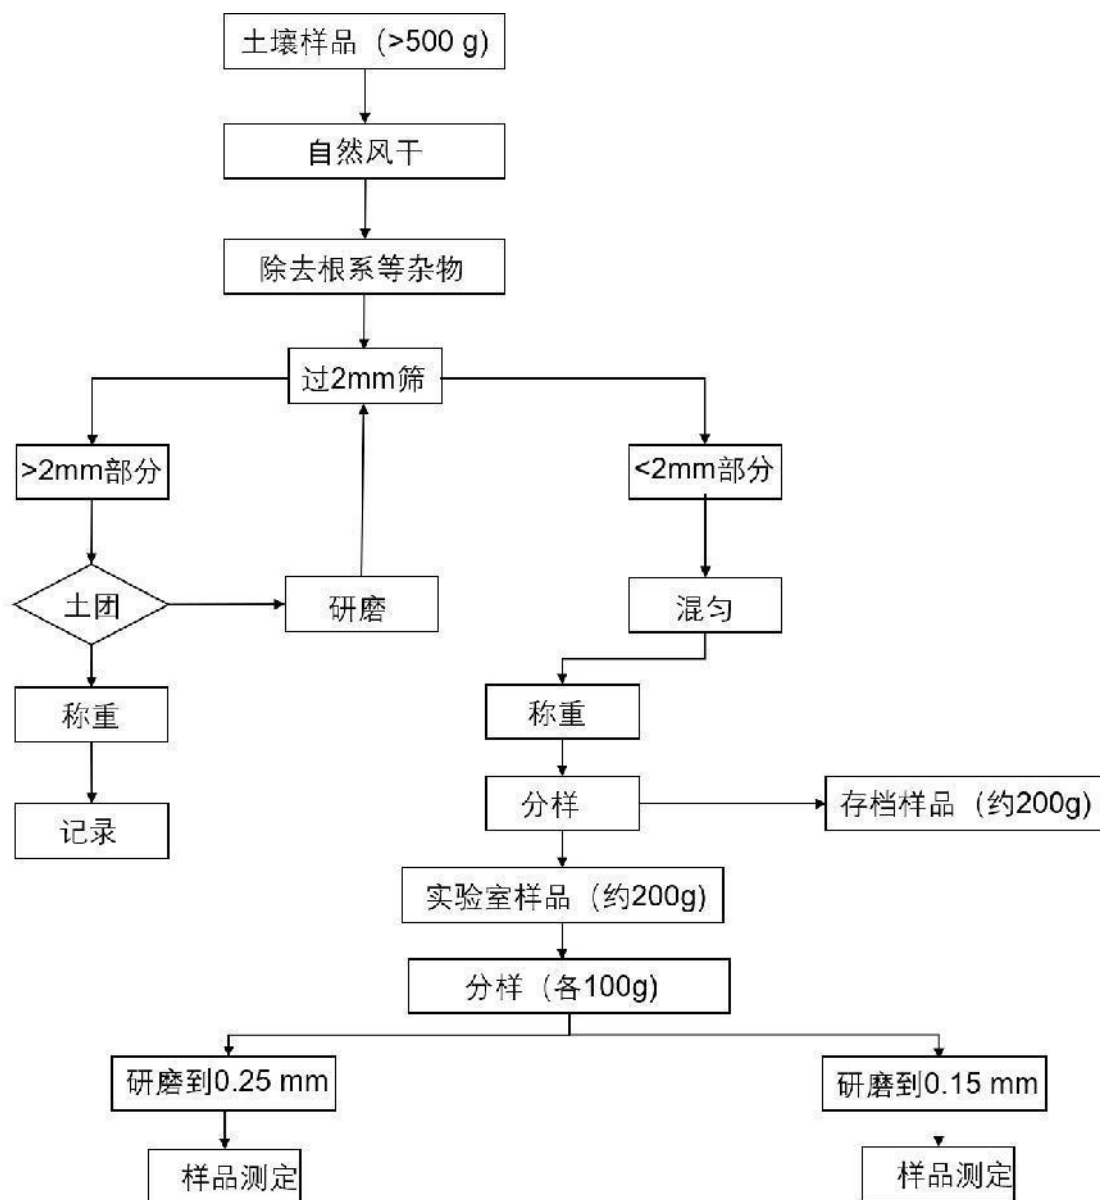 土壤样品（>500 g）
自然风干
除去根系等杂物
过2mm筛
>2mm部分
<2mm部分
土团
研磨
混匀
称重
称重
分样
存档样品（约200g）
记录
实验室样品（约200g）
分样（各100g）
研磨到0.25 mm
研磨到0.15 mm
样品测定
样品测定